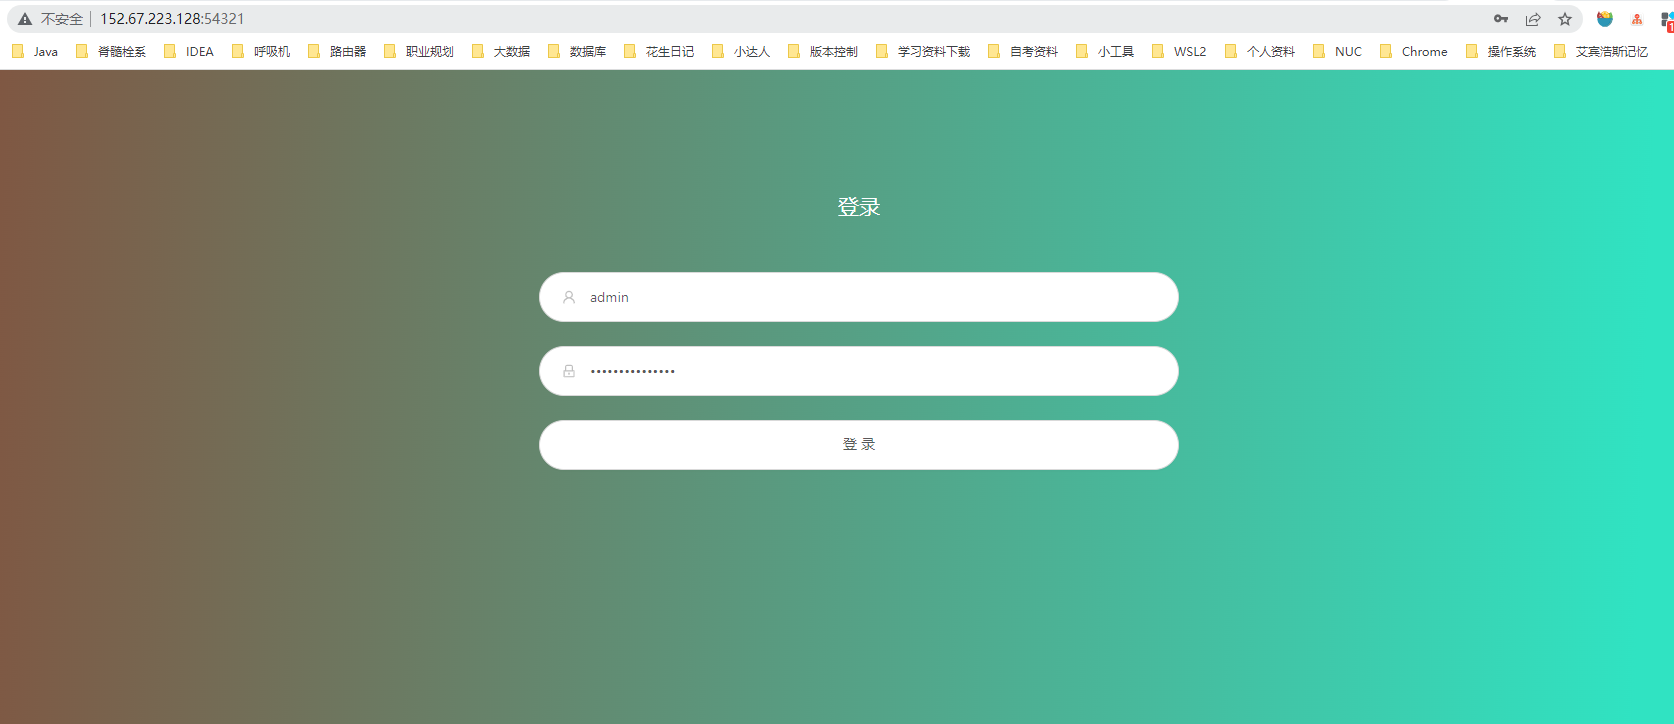 不安全 152.67.223.128:54321
Java 脊髓栓系 IDEA 呼吸机 路由器 职业规划 大数据 数据库 花生日记 小达人 版本控制 学习资料下载 自考资料 小工具 WSL2 个人资料 NUC Chrome 操作系统 艾宾浩斯记忆
登录
admin
•••••••••••••••
登 录